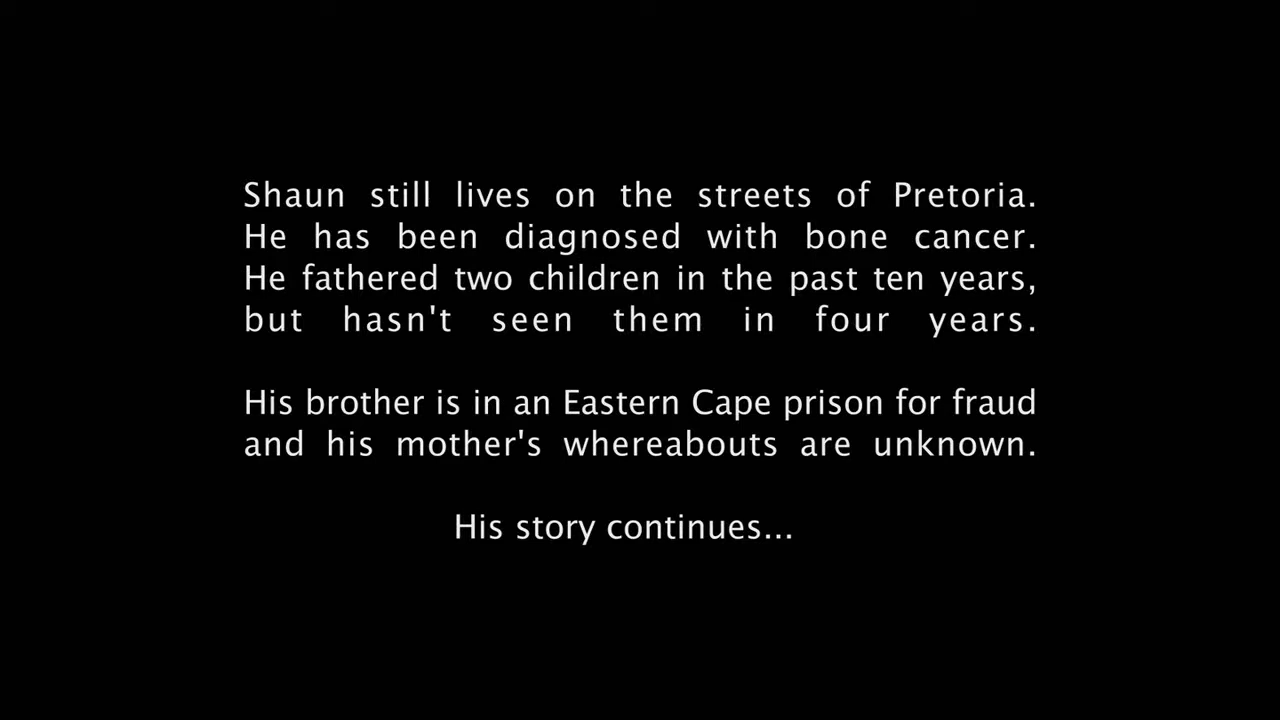 Shaun still lives on the streets of Pretoria.
He has been diagnosed with bone cancer.
He fathered two children in the past ten years,
but hasn't seen them in four years.
His brother is in an Eastern Cape prison for fraud
and his mother's whereabouts are unknown.
His story continues...